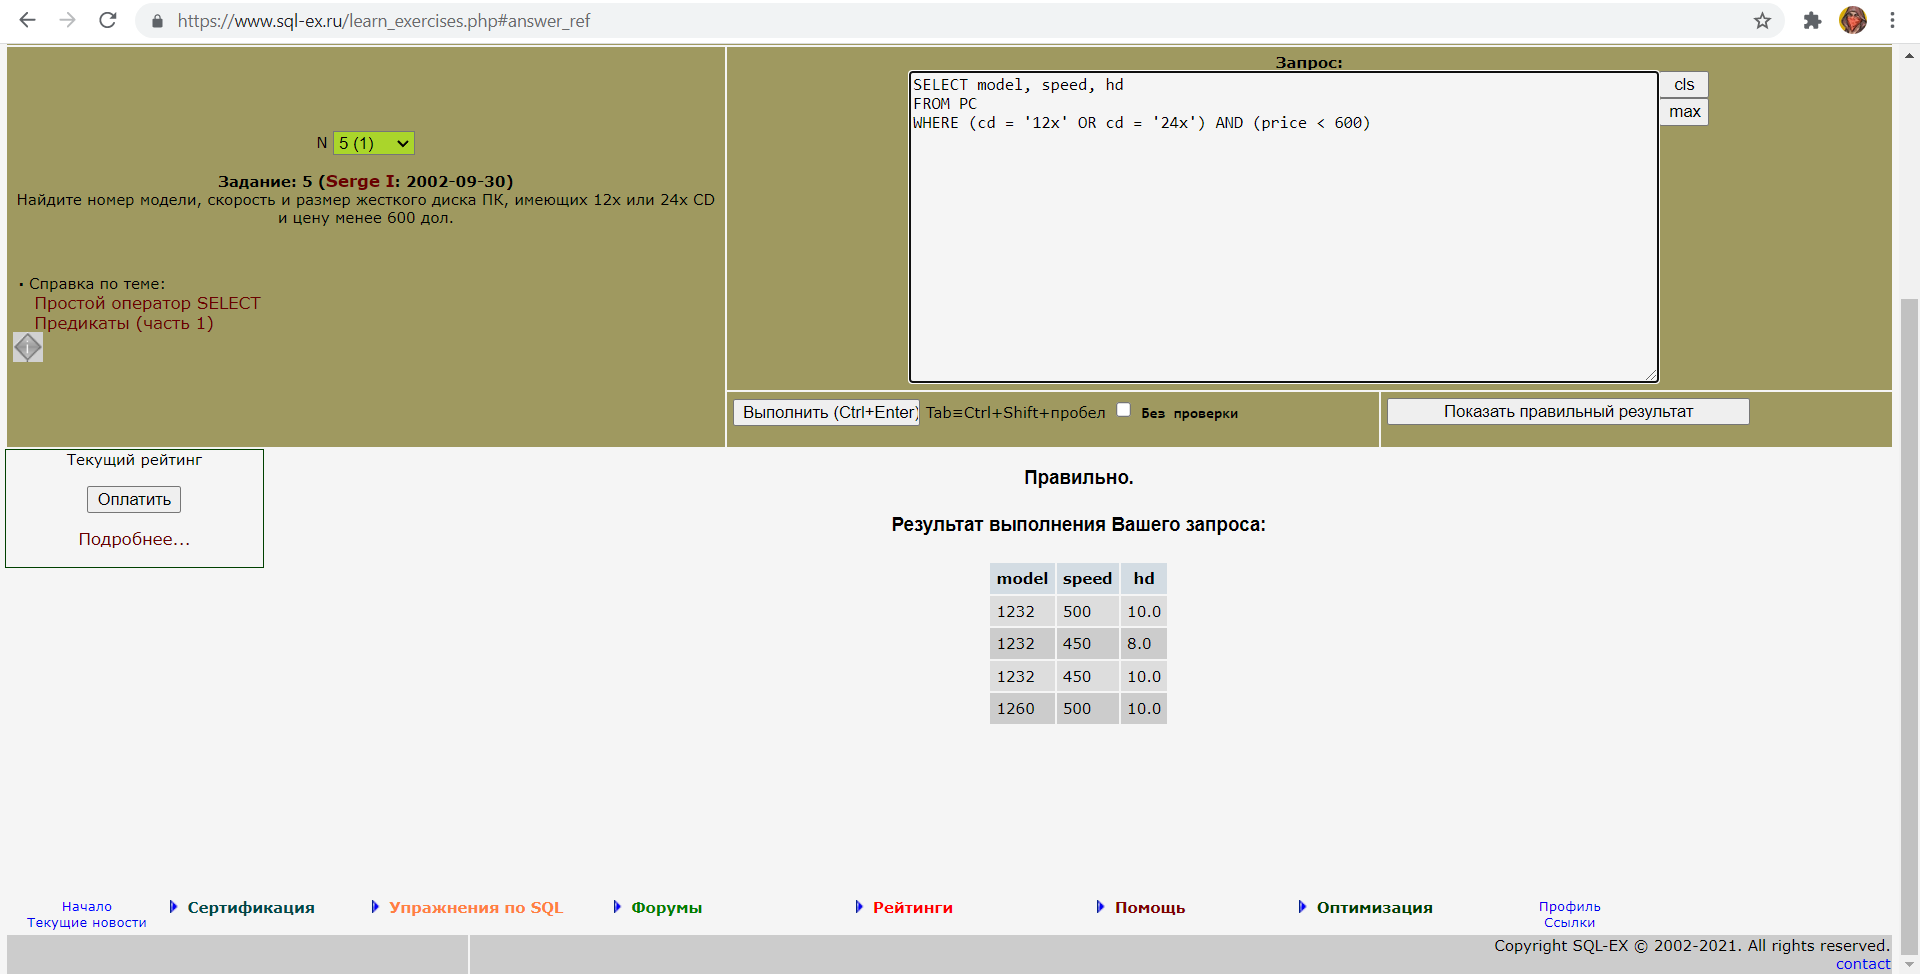 https://www.sql-ex.ru/learn_exercises.php#answer_ref
N 5 (1)
Задание: 5 (Serge I: 2002-09-30)
Найдите номер модели, скорость и размер жесткого диска ПК, имеющих 12x или 24x CD
и цену менее 600 дол.
Справка по теме:
Простой оператор SELECT
Предикаты (часть 1)
Запрос:
SELECT model, speed, hd
FROM PC
WHERE (cd = '12x' OR cd = '24x') AND (price < 600)
cls
max
Выполнить (Ctrl+Enter) Tab≡Ctrl+Shift+пробел Без проверки
Показать правильный результат
Текущий рейтинг
Оплатить
Подробнее...
Правильно.
Результат выполнения Вашего запроса:
model speed hd
1232 500 10.0
1232 450 8.0
1232 450 10.0
1260 500 10.0
Начало
Текущие новости
Сертификация
Упражнения по SQL
Форумы
Рейтинги
Помощь
Оптимизация
Профиль
Ссылки
Copyright SQL-EX © 2002-2021. All rights reserved.
contact